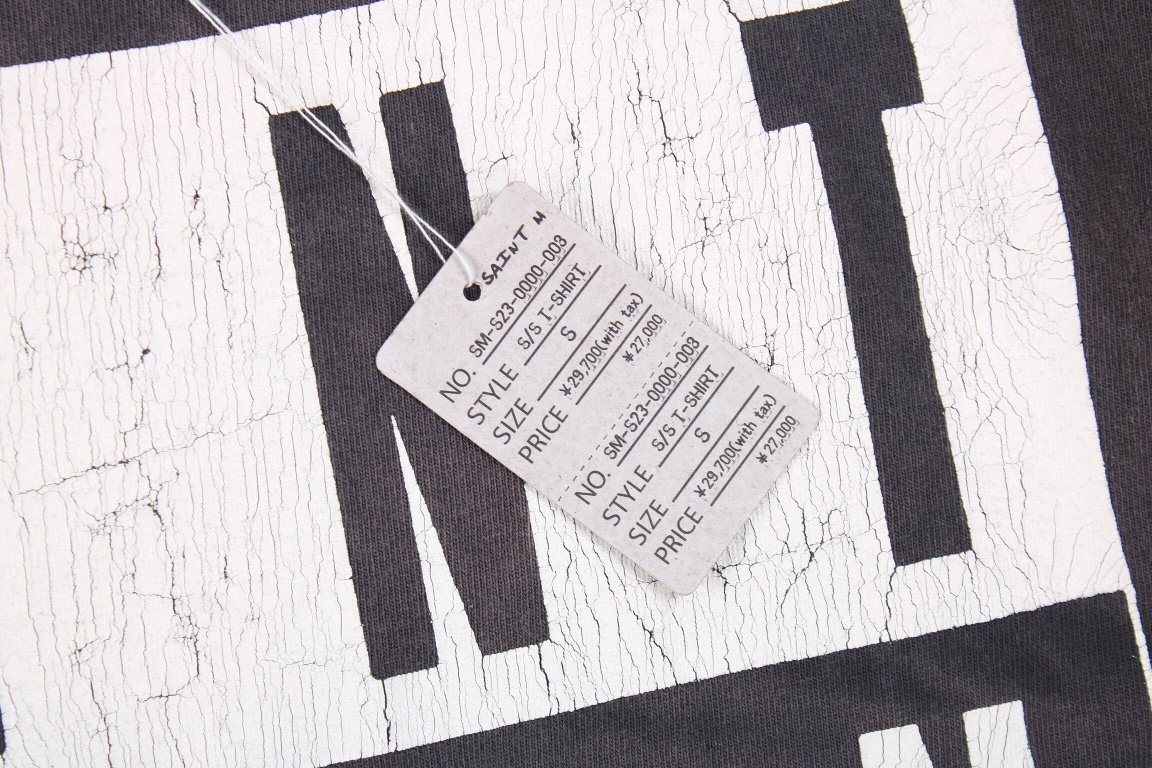 NT
SAINT M
NO. SM-S23-0000-003
STYLE S/S T-SHIRT
SIZE S
PRICE ¥29,700(with tax)
¥27,000
NO. SM-S23-0000-003
STYLE S/S T-SHIRT
SIZE S
PRICE ¥29,700(with tax)
¥27,000